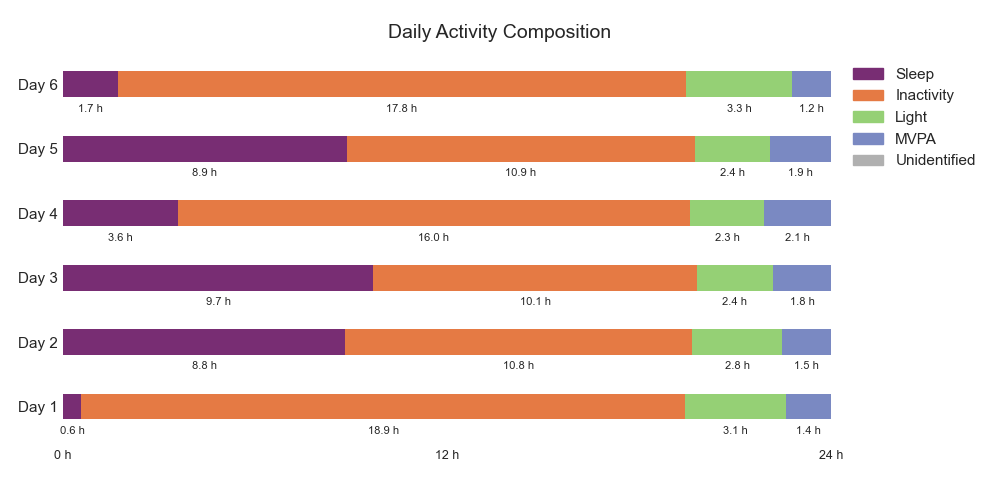 Daily Activity Composition
Day 6
1.7 h 17.8 h 3.3 h 1.2 h
Day 5
8.9 h 10.9 h 2.4 h 1.9 h
Day 4
3.6 h 16.0 h 2.3 h 2.1 h
Day 3
9.7 h 10.1 h 2.4 h 1.8 h
Day 2
8.8 h 10.8 h 2.8 h 1.5 h
Day 1
0.6 h 18.9 h 3.1 h 1.4 h
0 h 12 h 24 h
Sleep
Inactivity
Light
MVPA
Unidentified